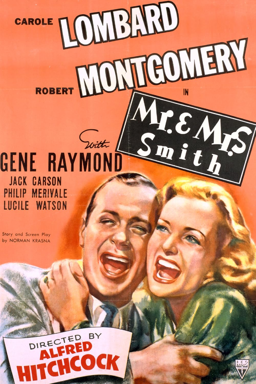 CAROLE LOMBARD
ROBERT MONTGOMERY
IN
Mr. & Mrs.
Smith
with
GENE RAYMOND
JACK CARSON
PHILIP MERIVALE
LUCILE WATSON
Story and Screen Play
by NORMAN KRASNA
DIRECTED BY
ALFRED
HITCHCOCK